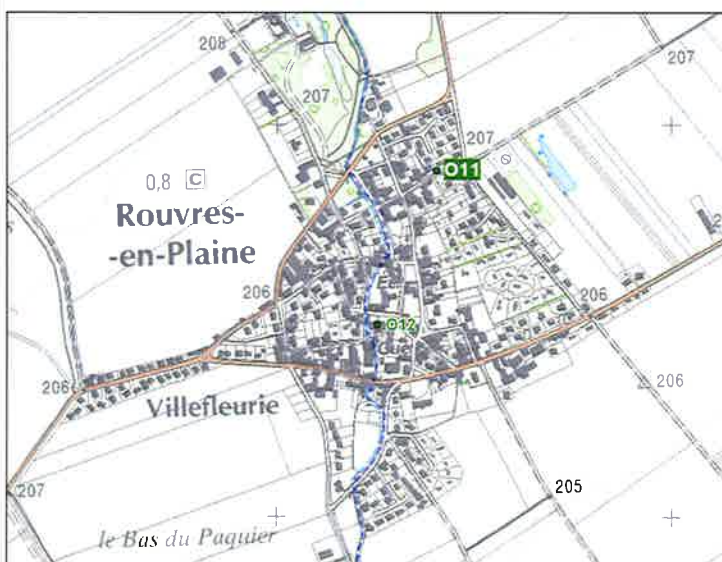 208
207
207
207
O11
0,8 C
Rouvres-
-en-Plaine
206
206
O12
206
206
Villefleurie
207
205
le Bas du Paquier